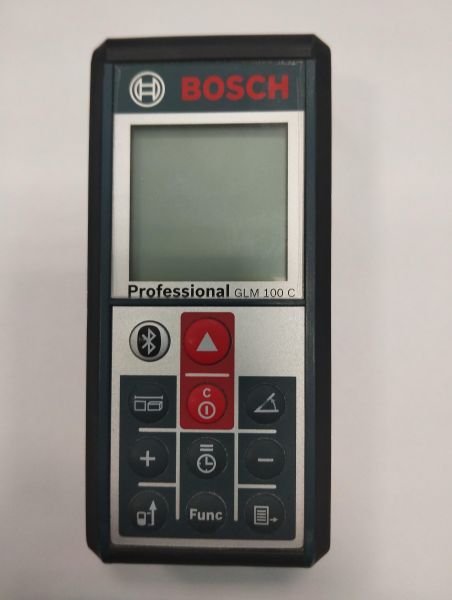 BOSCH
Professional GLM 100 C
C
+
−
Func